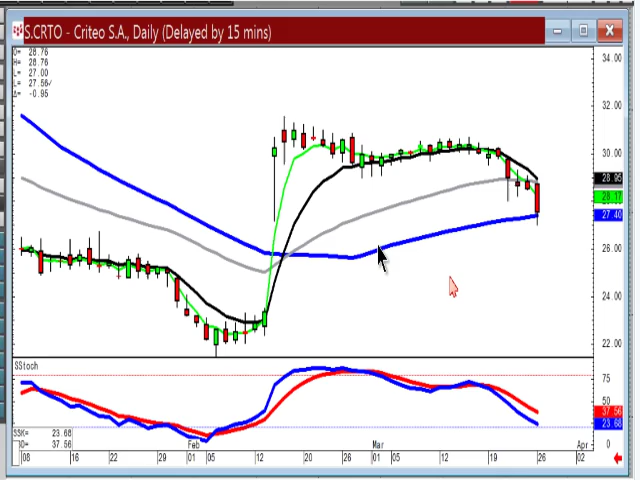 S.CRTO - Criteo S.A., Daily (Delayed by 15 mins)
O= 28.76
H= 28.76
L= 27.00
L= 27.56
Δ= -0.95
34.00
32.00
30.00
28.95
28.17
27.40
26.00
24.00
22.00
SStoch
75
50
37.56
23.68
0
SSK= 23.68
D= 37.56
Feb Mar Apr
08 16 22 29 01 05 12 20 26 01 05 12 19 26 02